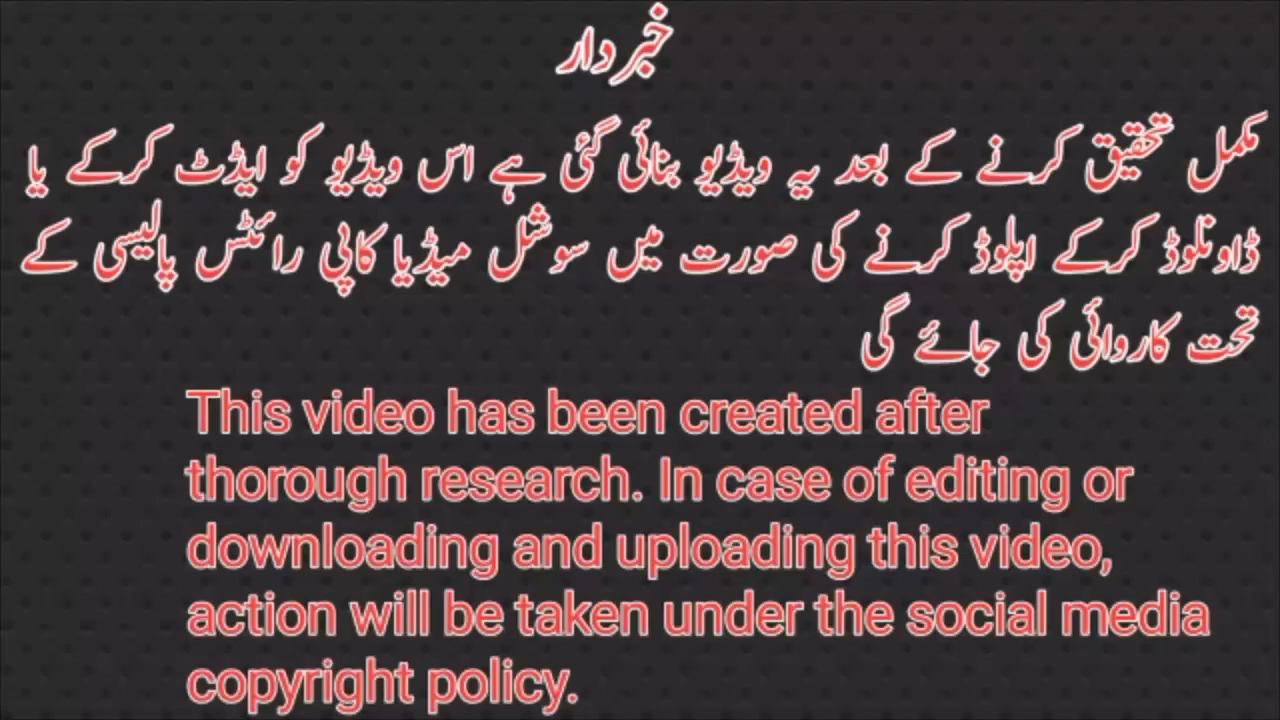 خبردار
مکمل تحقیق کرنے کے بعد یہ ویڈیو بنائی گئی ہے اس ویڈیو کو ایڈٹ کرکے یا
ڈاونلوڈ کرکے اپلوڈ کرنے کی صورت میں سوشل میڈیا کاپی رائٹس پالیسی کے
تحت کاروائی کی جائے گی
This video has been created after
thorough research. In case of editing or
downloading and uploading this video,
action will be taken under the social media
copyright policy.